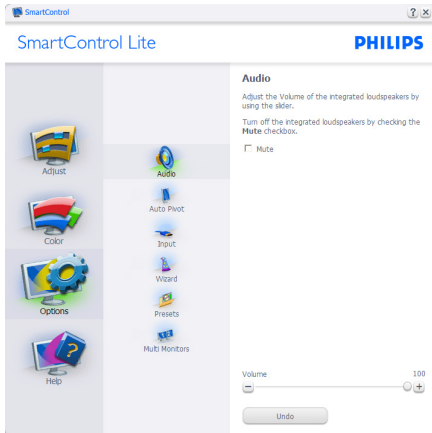 SmartControl
? ×
SmartControl Lite
PHILIPS
Adjust
Color
Options
Help
Audio
Auto Pivot
Input
Wizard
Presets
Multi Monitors
Audio
Adjust the Volume of the integrated loudspeakers by
using the slider.
Turn off the integrated loudspeakers by checking the
Mute checkbox.
Mute
Volume 100
− +
Undo